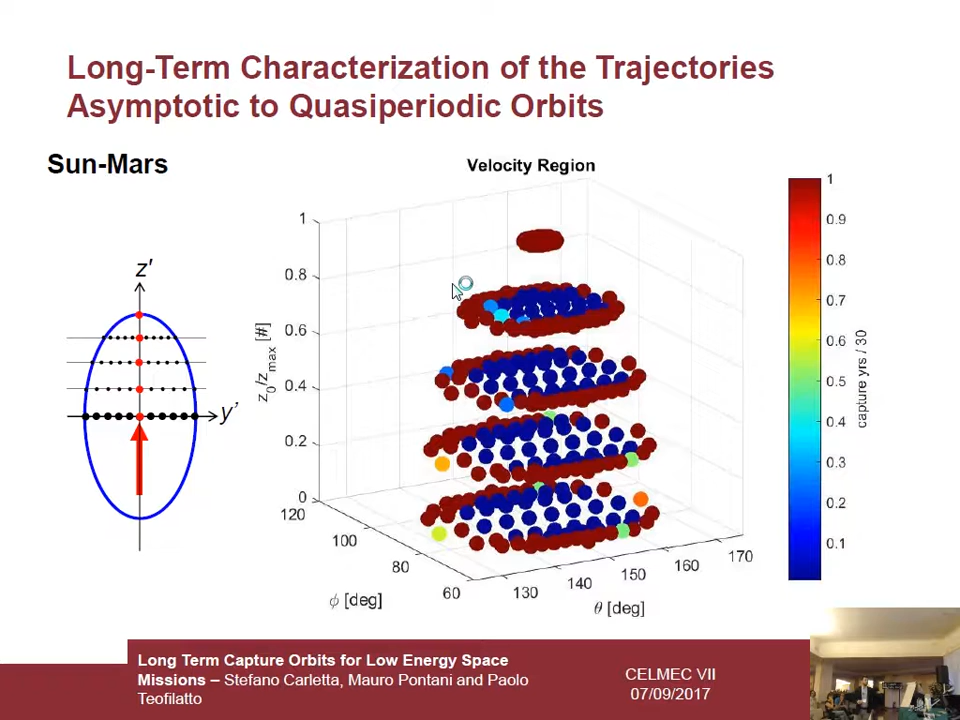 Long-Term Characterization of the Trajectories
Asymptotic to Quasiperiodic Orbits
Sun-Mars
Velocity Region
z'
y'
z0/zmax [#]
1
0.8
0.6
0.4
0.2
0
120
100
80
60
ϕ [deg]
130
140
150
160
170
θ [deg]
1
0.9
0.8
0.7
0.6
0.5
0.4
0.3
0.2
0.1
capture yrs / 30
Long Term Capture Orbits for Low Energy Space
Missions – Stefano Carletta, Mauro Pontani and Paolo
Teofilatto
CELMEC VII
07/09/2017